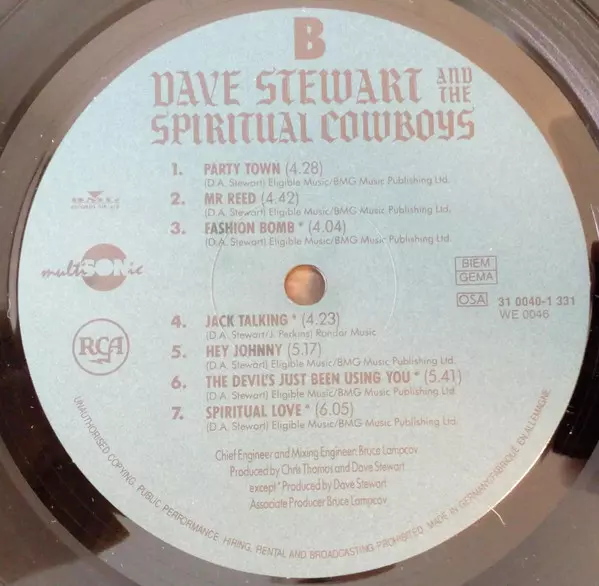 B
DAVE STEWART AND THE
SPIRITUAL COWBOYS
1. PARTY TOWN (4.28)
(D.A. Stewart) Eligible Music/BMG Music Publishing Ltd.
2. MR REED (4.42)
(D.A. Stewart) Eligible Music/BMG Music Publishing Ltd.
3. FASHION BOMB * (4.04)
(D.A. Stewart) Eligible Music/BMG Music Publishing Ltd.
multiSONic
BIEM
GEMA
OSA
31 0040-1 331
WE 0046
RCA
4. JACK TALKING * (4.23)
(D.A. Stewart/J. Perkins) Rondor Music
5. HEY JOHNNY (5.17)
(D.A. Stewart) Eligible Music/BMG Music Publishing Ltd.
6. THE DEVIL'S JUST BEEN USING YOU * (5.41)
(D.A. Stewart) Eligible Music/BMG Music Publishing Ltd.
7. SPIRITUAL LOVE * (6.05)
(D.A. Stewart) Eligible Music/BMG Music Publishing Ltd.
Chief Engineer and Mixing Engineer: Bruce Lampcov
Produced by Chris Thomas and Dave Stewart
except * Produced by Dave Stewart
Associate Producer Bruce Lampcov
UNAUTHORISED COPYING, PUBLIC PERFORMANCE, HIRING, RENTAL AND BROADCASTING PROHIBITED. MADE IN GERMANY/FABRIQUÉ EN ALLEMAGNE